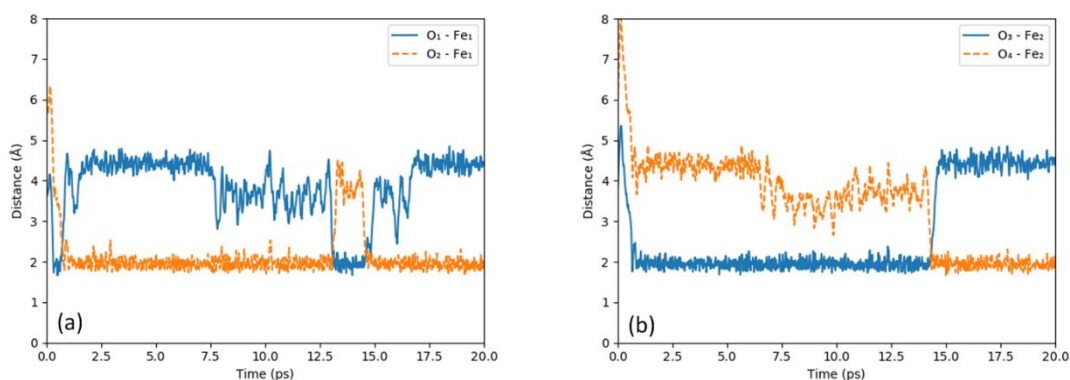 8
7
6
5
4
3
2
1
0
Distance (Å)
O₁ - Fe₁
O₂ - Fe₁
(a)
0.0 2.5 5.0 7.5 10.0 12.5 15.0 17.5 20.0
Time (ps)
8
7
6
5
4
3
2
1
0
Distance (Å)
O₃ - Fe₂
O₄ - Fe₂
(b)
0.0 2.5 5.0 7.5 10.0 12.5 15.0 17.5 20.0
Time (ps)